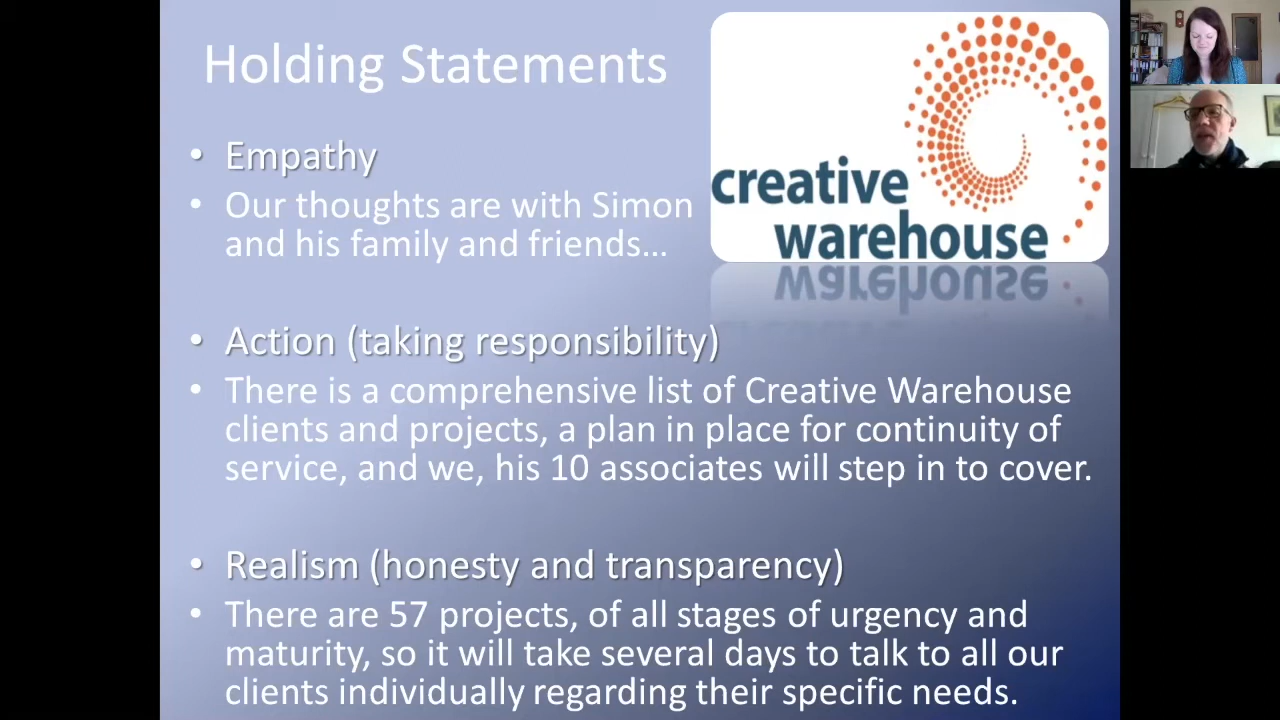 Holding Statements
creative
warehouse
• Empathy
• Our thoughts are with Simon
and his family and friends...
• Action (taking responsibility)
• There is a comprehensive list of Creative Warehouse
clients and projects, a plan in place for continuity of
service, and we, his 10 associates will step in to cover.
• Realism (honesty and transparency)
• There are 57 projects, of all stages of urgency and
maturity, so it will take several days to talk to all our
clients individually regarding their specific needs.